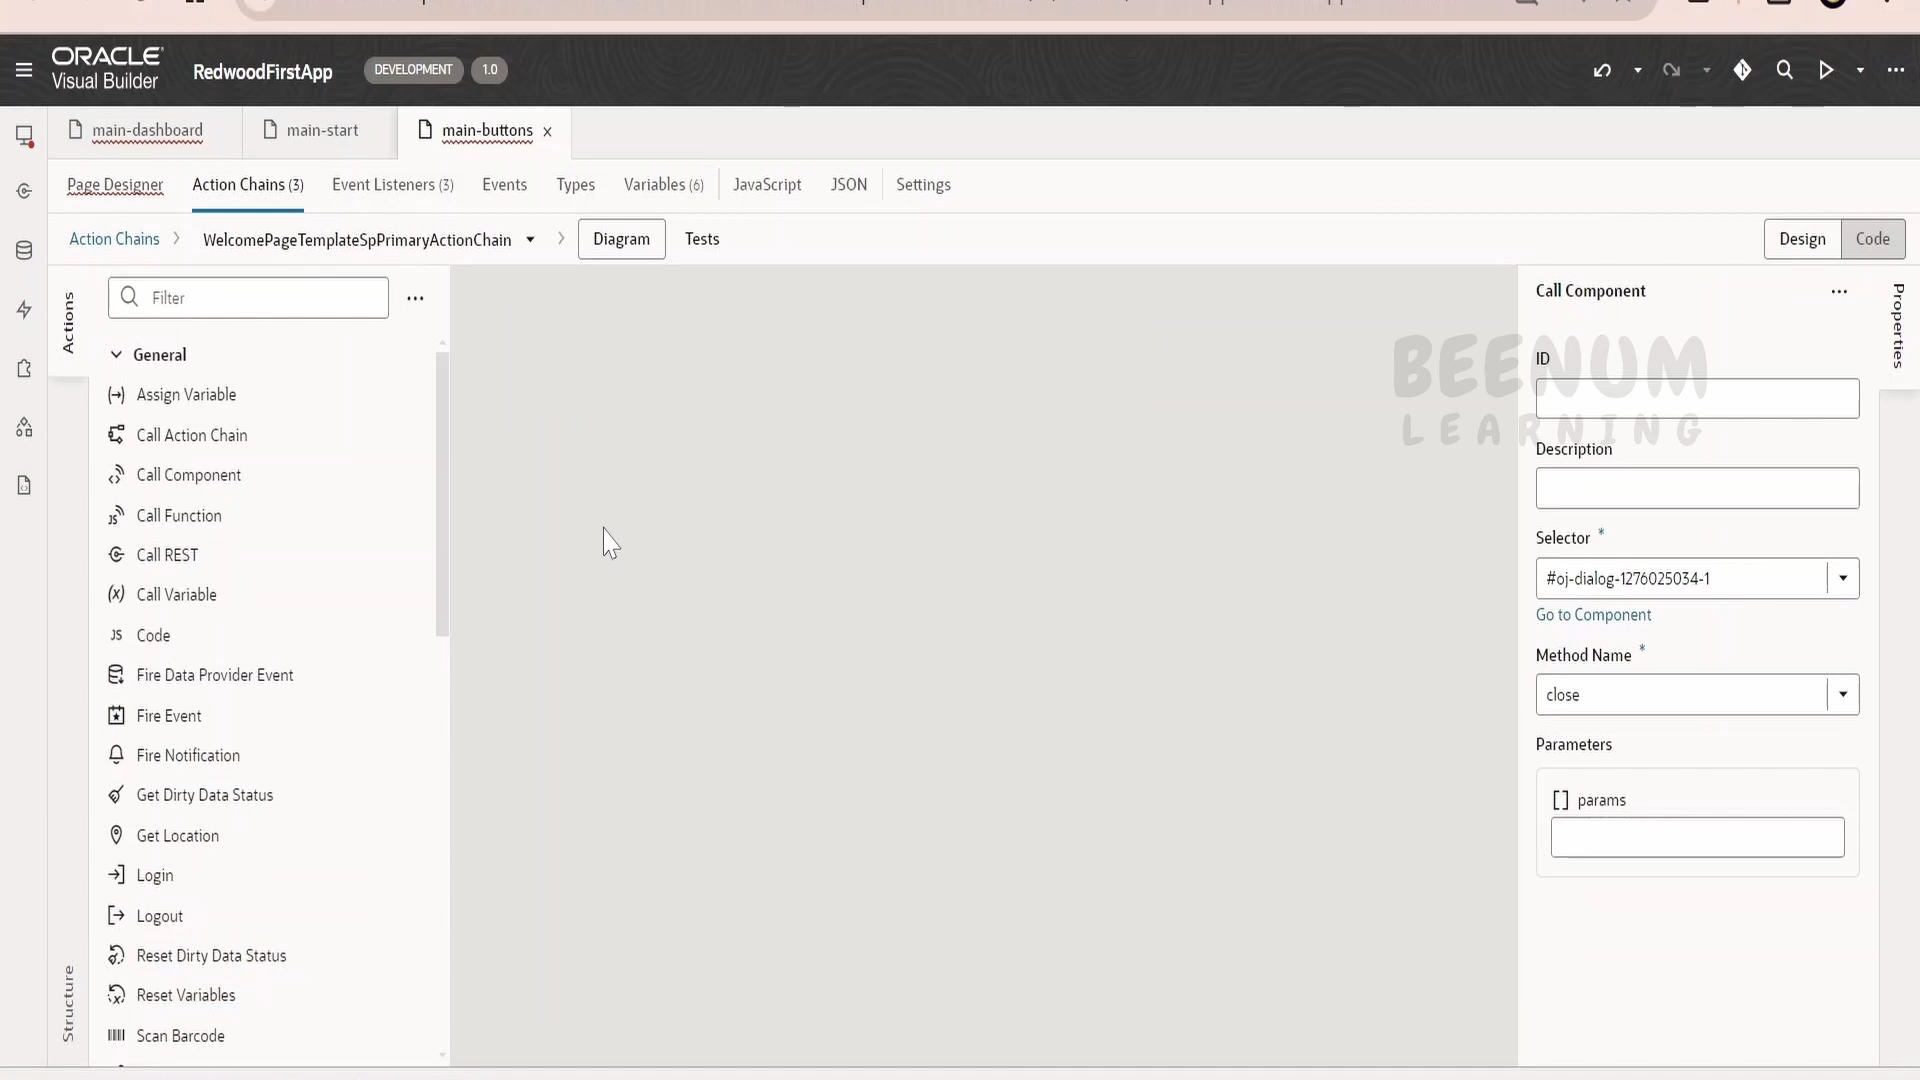 ORACLE
Visual Builder
RedwoodFirstApp
DEVELOPMENT
1.0
main-dashboard
main-start
main-buttons
Page Designer
Action Chains (3)
Event Listeners (3)
Events
Types
Variables (6)
JavaScript
JSON
Settings
Action Chains
WelcomePageTemplateSpPrimaryActionChain
Diagram
Tests
Design
Code
Actions
Structure
Filter
General
Assign Variable
Call Action Chain
Call Component
Call Function
Call REST
Call Variable
Code
Fire Data Provider Event
Fire Event
Fire Notification
Get Dirty Data Status
Get Location
Login
Logout
Reset Dirty Data Status
Reset Variables
Scan Barcode
Call Component
Properties
BEENUM
LEARNING
ID
Description
Selector *
#oj-dialog-1276025034-1
Go to Component
Method Name *
close
Parameters
[] params